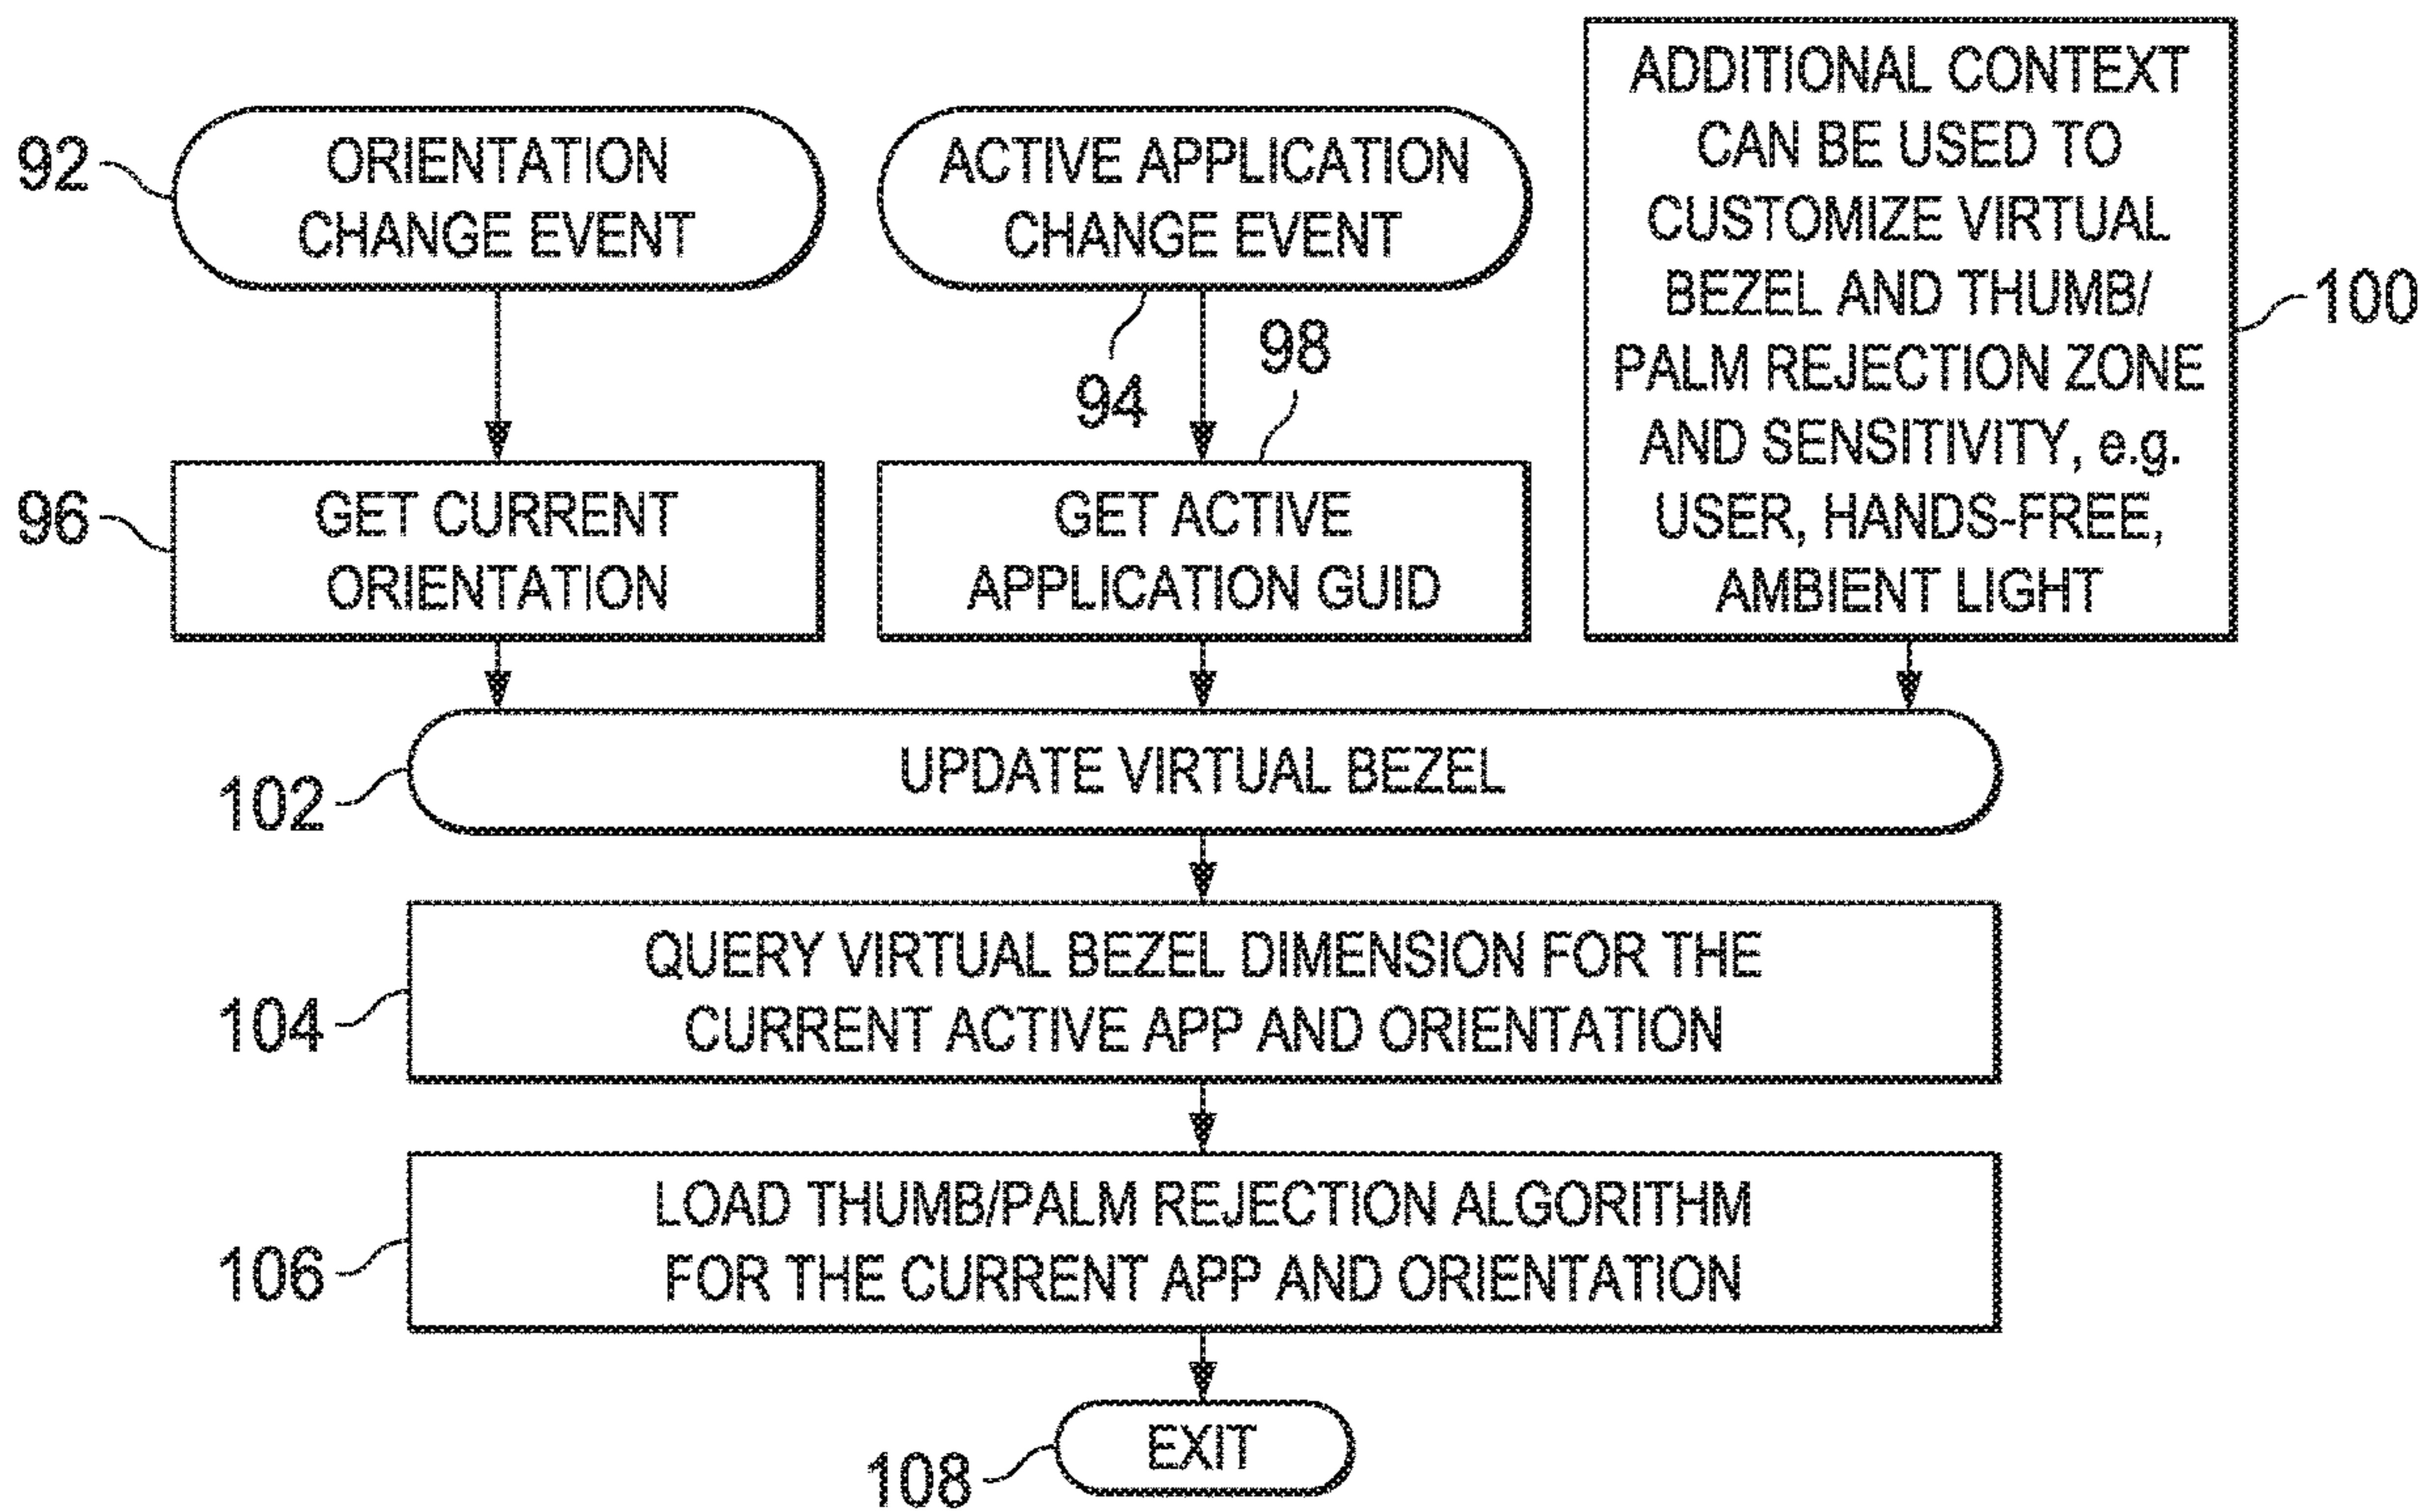 92
ORIENTATION
CHANGE EVENT
ACTIVE APPLICATION
CHANGE EVENT
94
98
ADDITIONAL CONTEXT
CAN BE USED TO
CUSTOMIZE VIRTUAL
BEZEL AND THUMB/
PALM REJECTION ZONE
AND SENSITIVITY, e.g.
USER, HANDS-FREE,
AMBIENT LIGHT
100
96
GET CURRENT
ORIENTATION
GET ACTIVE
APPLICATION GUID
102
UPDATE VIRTUAL BEZEL
104
QUERY VIRTUAL BEZEL DIMENSION FOR THE
CURRENT ACTIVE APP AND ORIENTATION
106
LOAD THUMB/PALM REJECTION ALGORITHM
FOR THE CURRENT APP AND ORIENTATION
108
EXIT